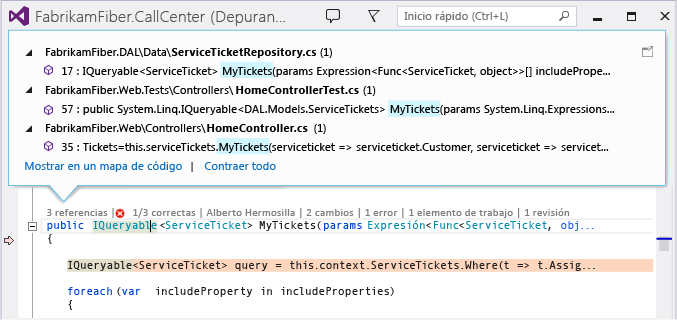 FabrikamFiber.CallCenter (Depuran...
Inicio rápido (Ctrl+L)
FabrikamFiber.DAL\Data\ServiceTicketRepository.cs (1)
17 : IQueryable<ServiceTicket> MyTickets(params Expression<Func<ServiceTicket, object>>[] includePrope...
FabrikamFiber.Web.Tests\Controllers\ HomeControllerTest.cs (1)
57 : public System.Linq.IQueryable<DAL.Models.ServiceTickets> MyTickets(params System.Linq.Expressions...
FabrikamFiber.Web\Controllers\HomeController.cs (1)
35 : Tickets=this.serviceTickets.MyTickets(serviceticket => serviceticket.Customer, serviceticket => servicet...
Mostrar en un mapa de código | Contraer todo
3 referencias | 1/3 correctas | Alberto Hermosilla | 2 cambios | 1 error | 1 elemento de trabajo | 1 revisión
public IQueryable<ServiceTicket> MyTickets(params Expresión<Func<ServiceTicket, obj...
{
IQueryable<ServiceTicket> query = this.context.ServiceTickets.Where(t => t.Assig...
foreach(var includeProperty in includeProperties)
{